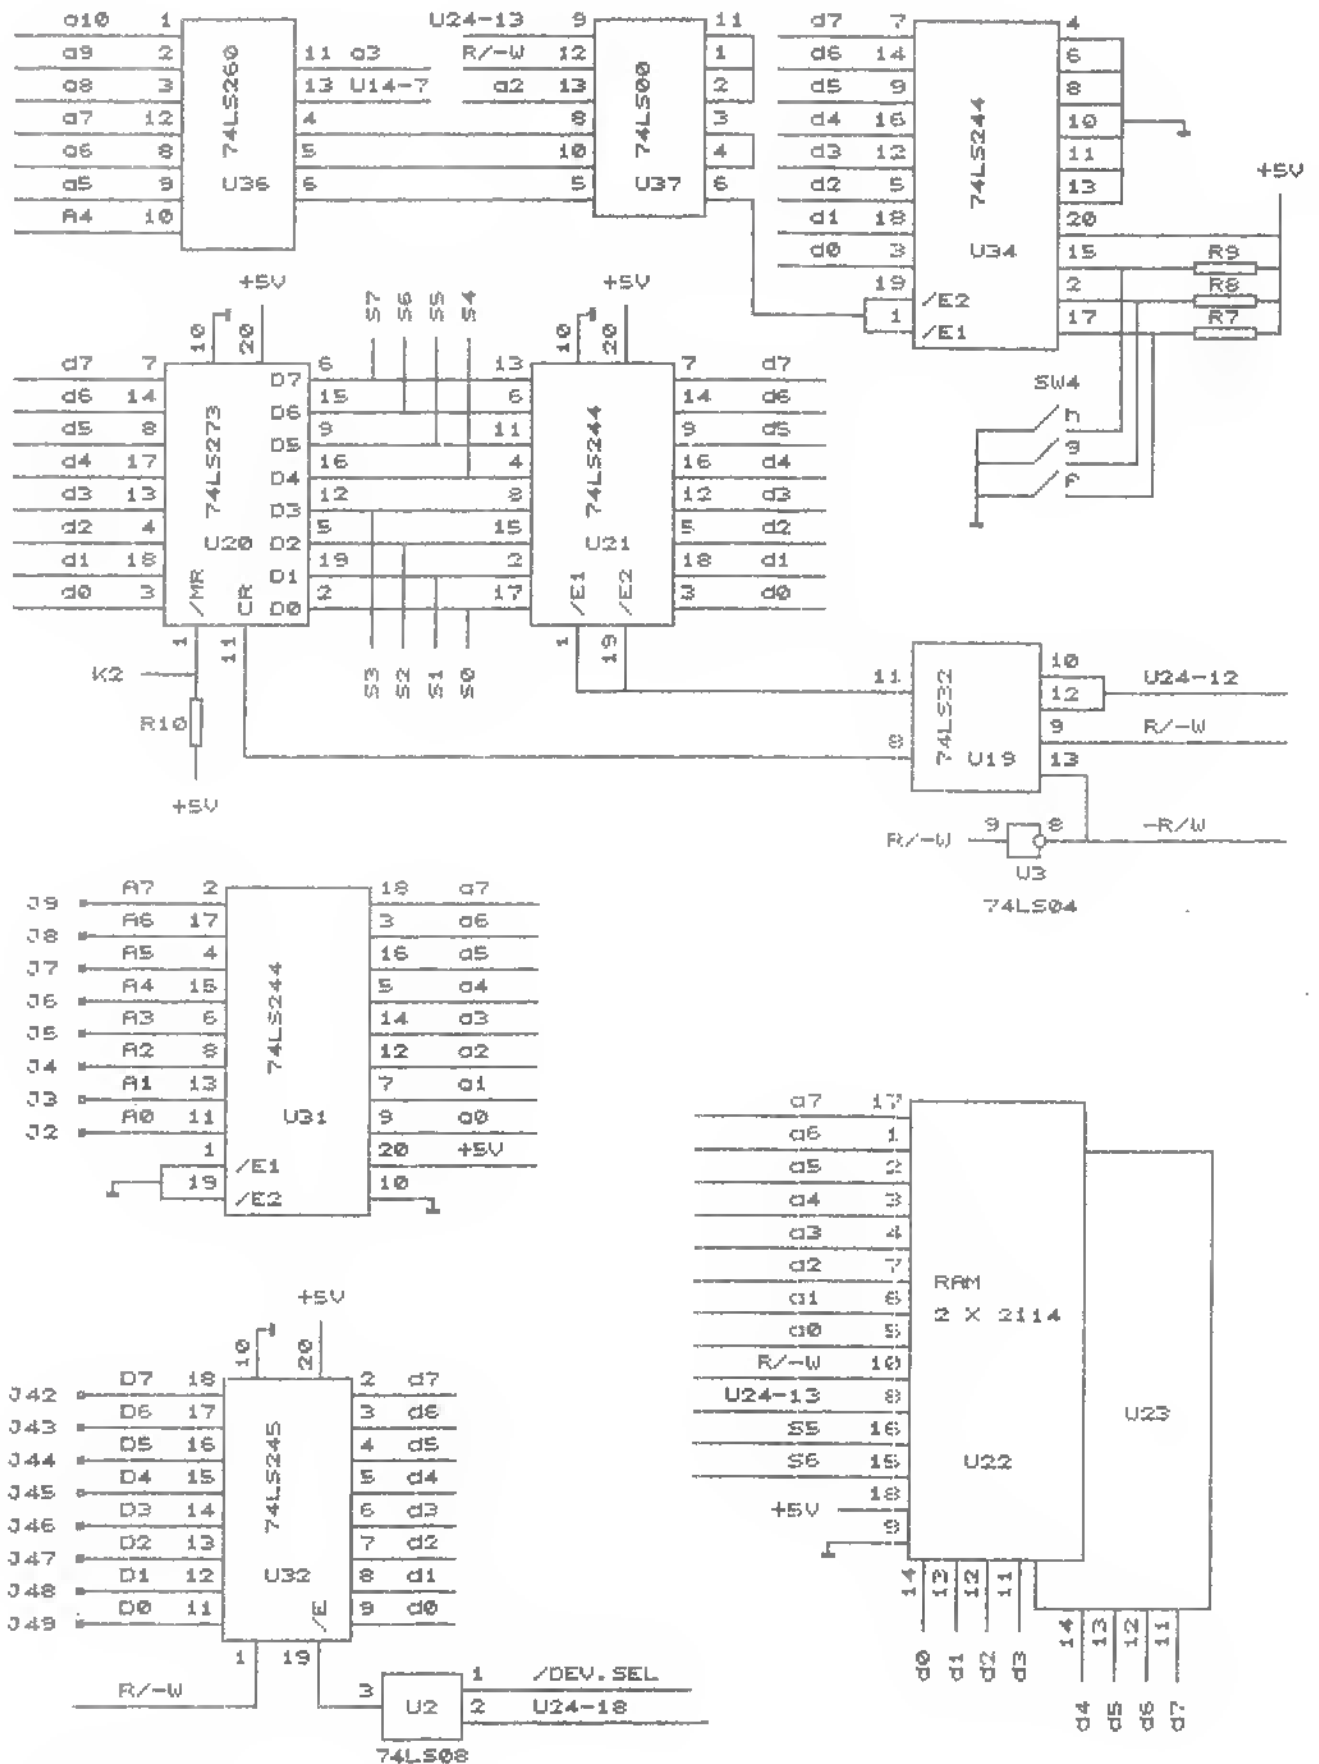 a10 1
a9 2
a8 3
a7 12
a6 8
a5 9
A4 10
74LS260
U36
11 a3
13 U14-7
4
5
6
U24-13 9
R/-W 12
a2 13
8
10
5
74LS00
U37
11
1
2
3
4
6
d7 7
d6 14
d5 9
d4 16
d3 12
d2 5
d1 18
d0 3
19
1
74LS244
U34
/E2
/E1
4
6
8
10
11
13
20
15
2
17
+5V
R9
R8
R7
SW4
h
g
f
d7 7
d6 14
d5 8
d4 17
d3 13
d2 4
d1 18
d0 3
10
20
+5V
74LS273
U20
/MR
CR
D7
D6
D5
D4
D3
D2
D1
D0
6
15
9
16
12
5
19
2
1
11
K2
R10
+5V
S7
S6
S5
S4
S3
S2
S1
S0
13
6
11
4
8
15
2
17
10
20
+5V
74LS244
U21
/E1
/E2
1
19
7 d7
14 d6
9 d5
16 d4
12 d3
5 d2
18 d1
3 d0
11
8
74LS32
U19
10
12
9
13
U24-12
R/-W
R/-W 9
8 -R/W
U3
74LS04
J9 A7 2
J8 A6 17
J7 A5 4
J6 A4 15
J5 A3 6
J4 A2 8
J3 A1 13
J2 A0 11
1
19
74LS244
U31
/E1
/E2
18 a7
3 a6
16 a5
5 a4
14 a3
12 a2
7 a1
9 a0
20 +5V
10
a7 17
a6 1
a5 2
a4 3
a3 4
a2 7
a1 6
a0 5
R/-W 10
U24-13 8
S5 16
S6 15
18
+5V
9
RAM
2 X 2114
U22
U23
14
13
12
11
d0
d1
d2
d3
14
13
12
11
d4
d5
d6
d7
+5V
10
20
J42 D7 18
J43 D6 17
J44 D5 16
J45 D4 15
J46 D3 14
J47 D2 13
J48 D1 12
J49 D0 11
74LS245
U32
/E
2 d7
3 d6
4 d5
5 d4
6 d3
7 d2
8 d1
9 d0
1
19
R/-W
3
U2
74LS08
1 /DEV.SEL
2 U24-18